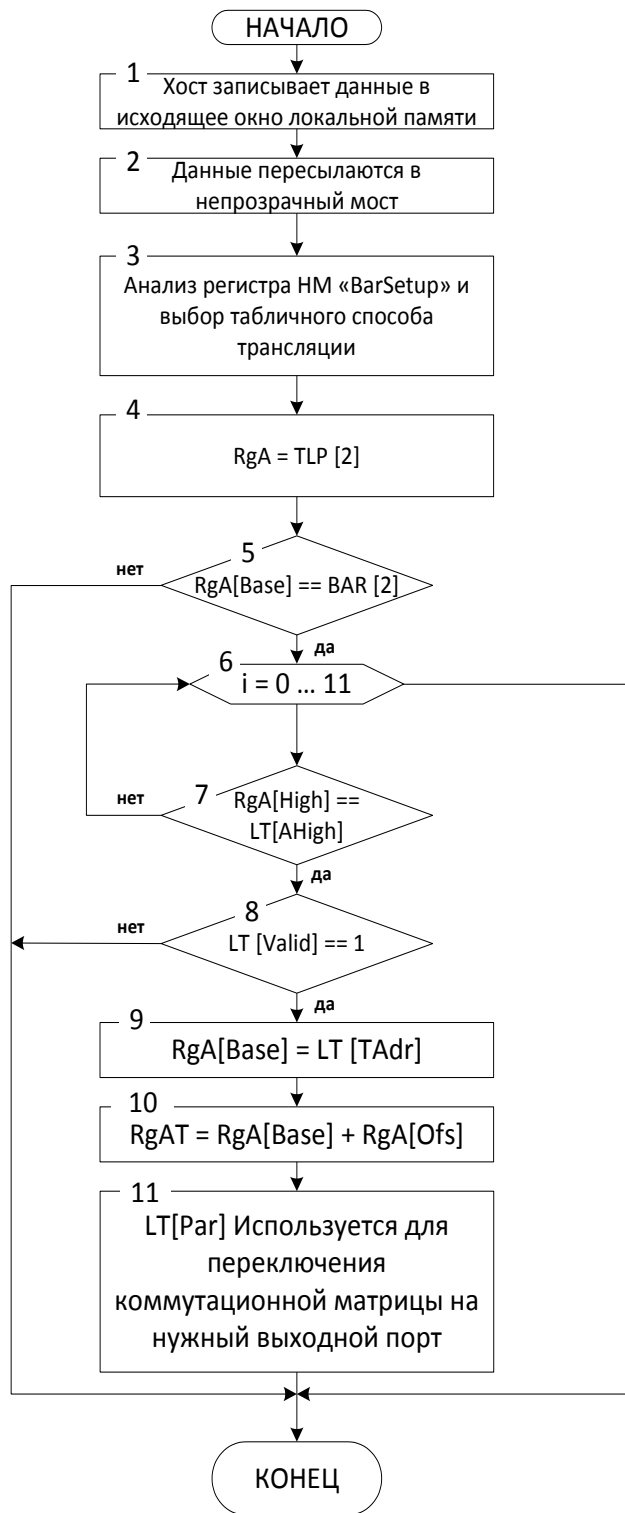 НАЧАЛО
1
Хост записывает данные в
исходящее окно локальной памяти
2
Данные пересылаются в
непрозрачный мост
3
Анализ регистра НМ «BarSetup» и
выбор табличного способа
трансляции
4
RgA = TLP [2]
5
нет
RgA[Base] == BAR [2]
да
6
i = 0 ... 11
7
нет
RgA[High] ==
LT[AHigh]
да
8
нет
LT [Valid] == 1
да
9
RgA[Base] = LT [TAdr]
10
RgAT = RgA[Base] + RgA[Ofs]
11
LT[Par] Используется для
переключения
коммутационной матрицы на
нужный выходной порт
КОНЕЦ